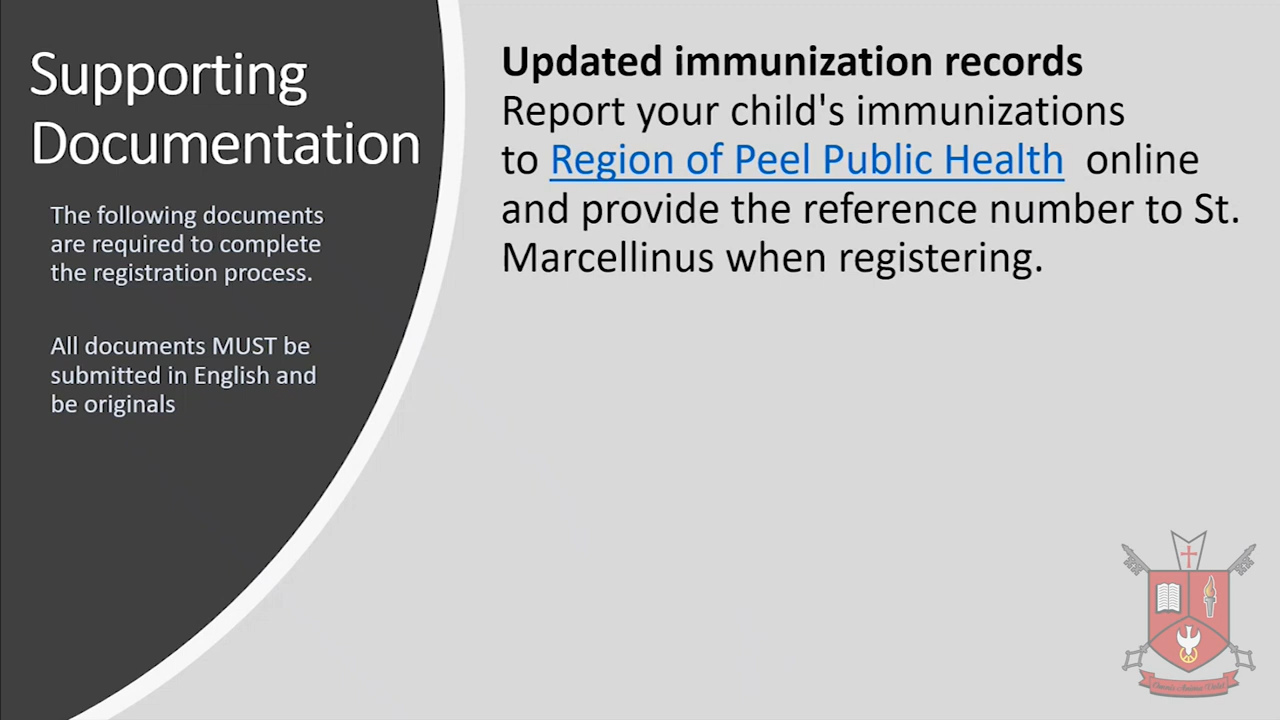 Supporting
Documentation
The following documents
are required to complete
the registration process.
All documents MUST be
submitted in English and
be originals
Updated immunization records
Report your child's immunizations
to Region of Peel Public Health online
and provide the reference number to St.
Marcellinus when registering.